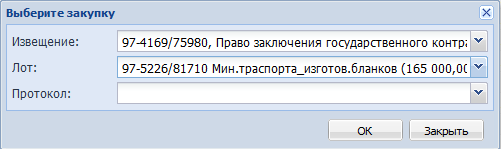 Выберите закупку
Извещение: 97-4169/75980, Право заключения государственного контра
Лот: 97-5226/81710 Мин.траспорта_изготов.бланков (165 000,00
Протокол:
ОК Закрыть